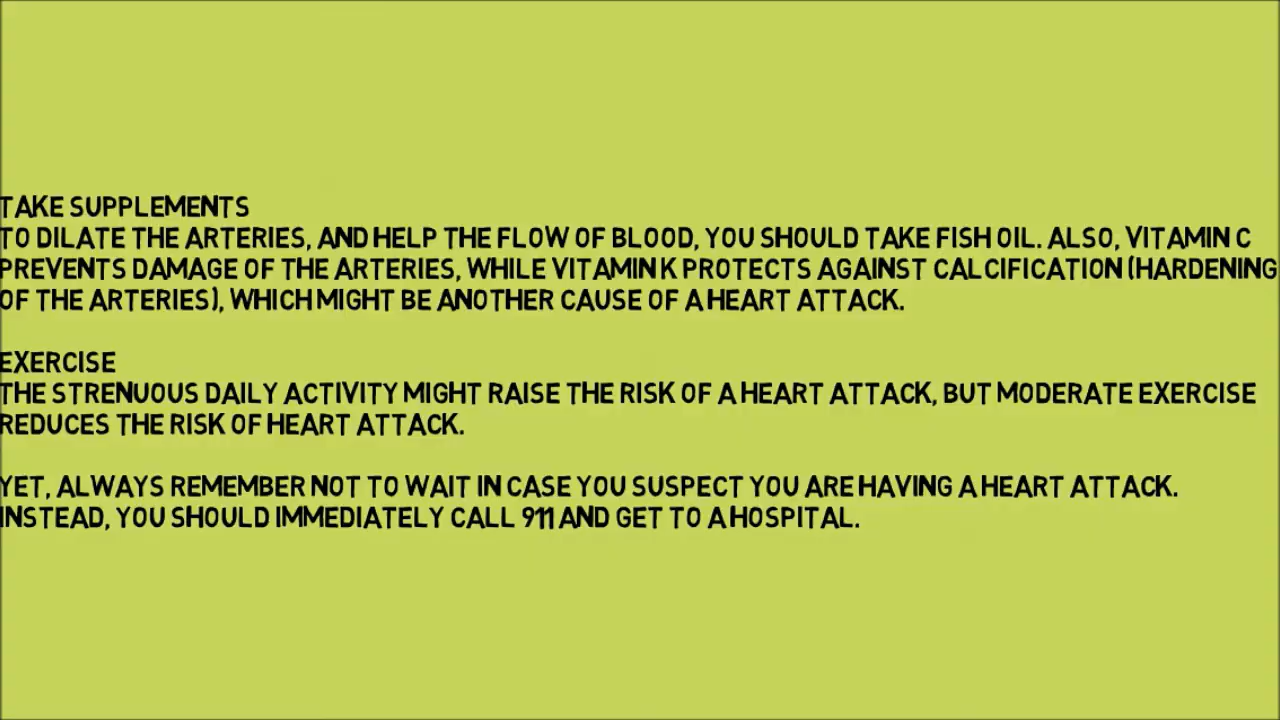 TAKE SUPPLEMENTS
TO DILATE THE ARTERIES, AND HELP THE FLOW OF BLOOD, YOU SHOULD TAKE FISH OIL. ALSO, VITAMIN C
PREVENTS DAMAGE OF THE ARTERIES, WHILE VITAMIN K PROTECTS AGAINST CALCIFICATION (HARDENING
OF THE ARTERIES), WHICH MIGHT BE ANOTHER CAUSE OF A HEART ATTACK.
EXERCISE
THE STRENUOUS DAILY ACTIVITY MIGHT RAISE THE RISK OF A HEART ATTACK, BUT MODERATE EXERCISE
REDUCES THE RISK OF HEART ATTACK.
YET, ALWAYS REMEMBER NOT TO WAIT IN CASE YOU SUSPECT YOU ARE HAVING A HEART ATTACK.
INSTEAD, YOU SHOULD IMMEDIATELY CALL 911 AND GET TO A HOSPITAL.